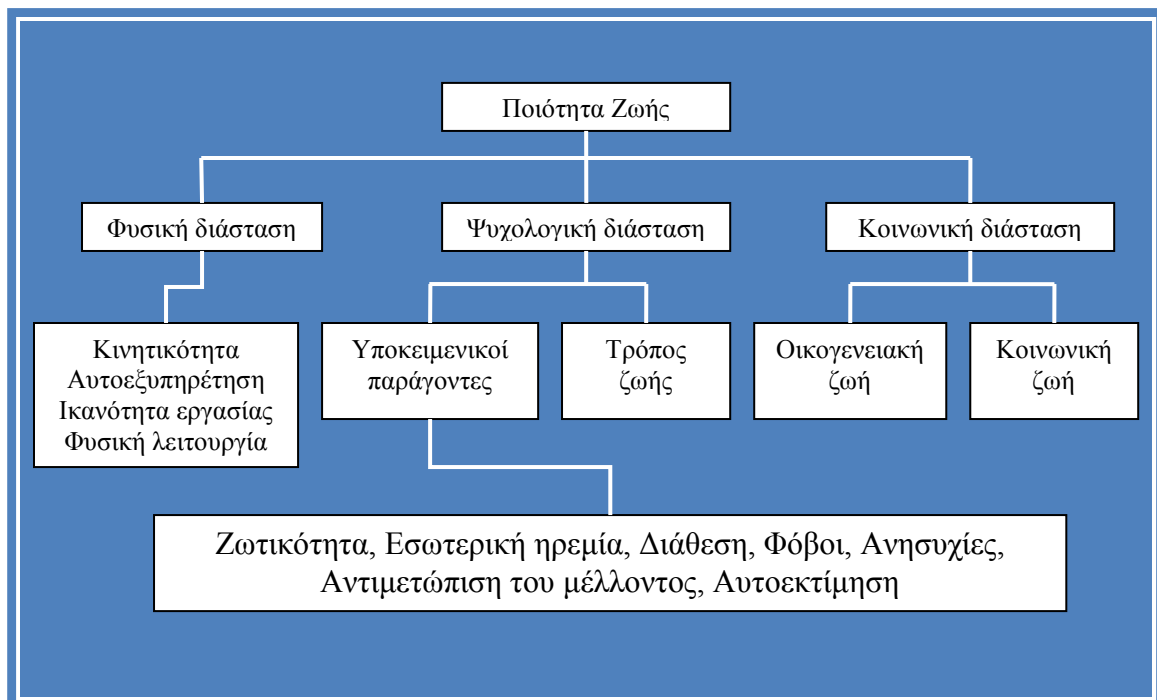 Ποιότητα Ζωής
Φυσική διάσταση
Ψυχολογική διάσταση
Κοινωνική διάσταση
Κινητικότητα
Αυτοεξυπηρέτηση
Ικανότητα εργασίας
Φυσική λειτουργία
Υποκειμενικοί
παράγοντες
Τρόπος
ζωής
Οικογενειακή
ζωή
Κοινωνική
ζωή
Ζωτικότητα, Εσωτερική ηρεμία, Διάθεση, Φόβοι, Ανησυχίες,
Αντιμετώπιση του μέλλοντος, Αυτοεκτίμηση